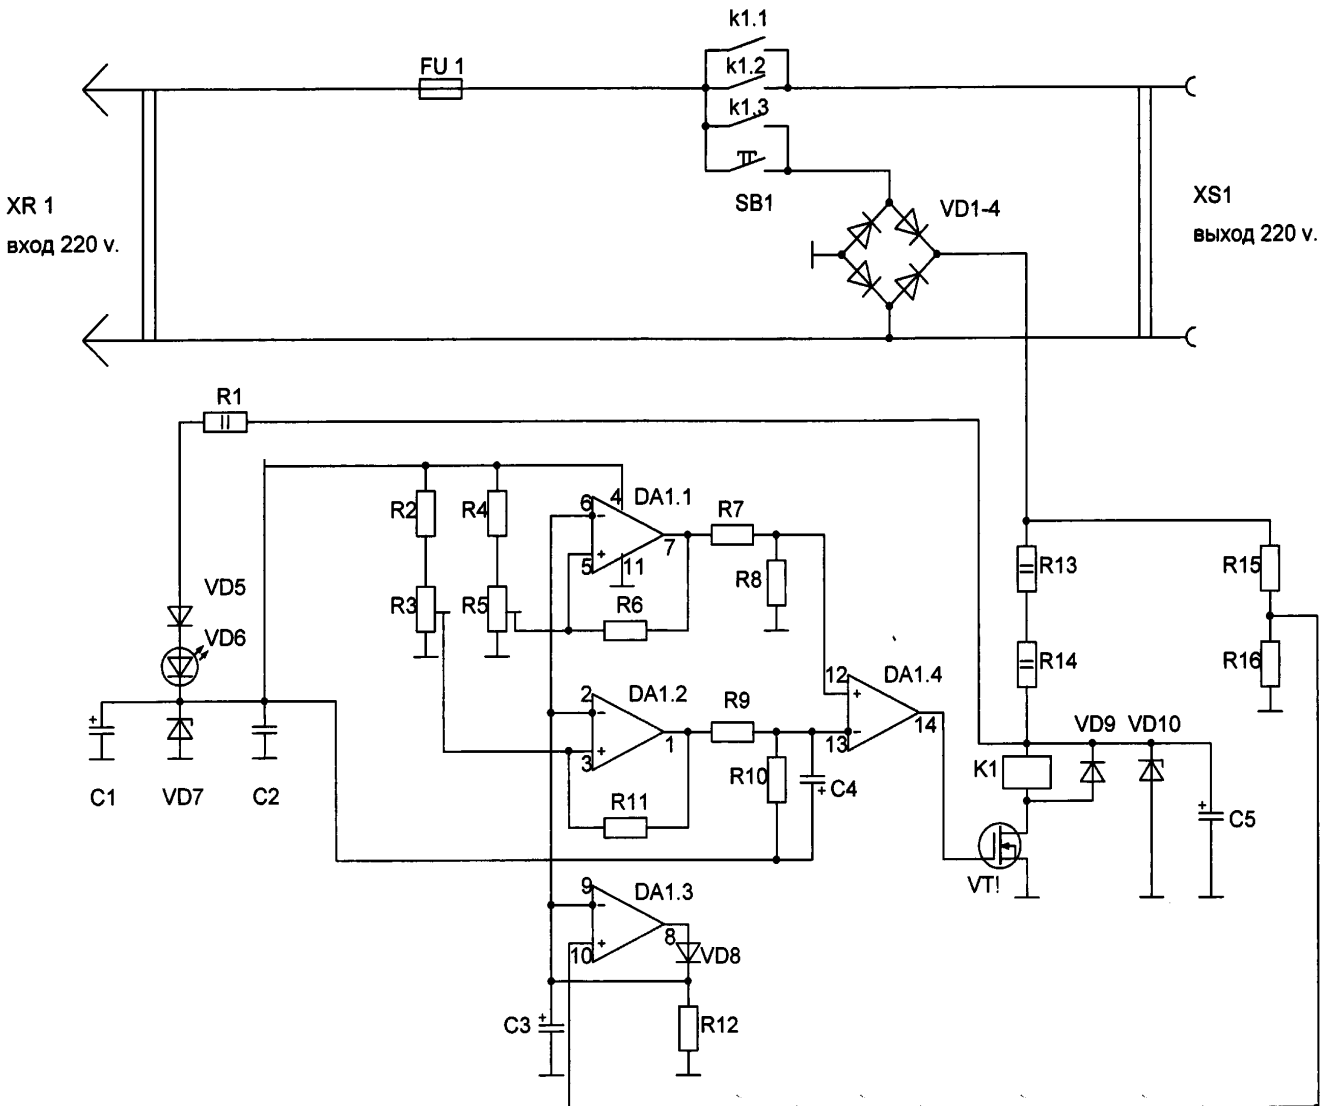 k1.1
FU 1
k1.2
k1.3
SB1
XR 1
вход 220 v.
VD1-4
XS1
выход 220 v.
R1
R2
R4
6
4
DA1.1
R7
5
+
-
11
7
R8
R13
R15
VD5
R3
R5
R6
VD6
R14
R16
2
DA1.2
R9
12
DA1.4
-
+
3
1
+
-
13
14
VD9
VD10
+
C1
VD7
C2
R10
+
C4
K1
R11
+
C5
VT!
9
DA1.3
-
+
10
8
VD8
C3
+
R12